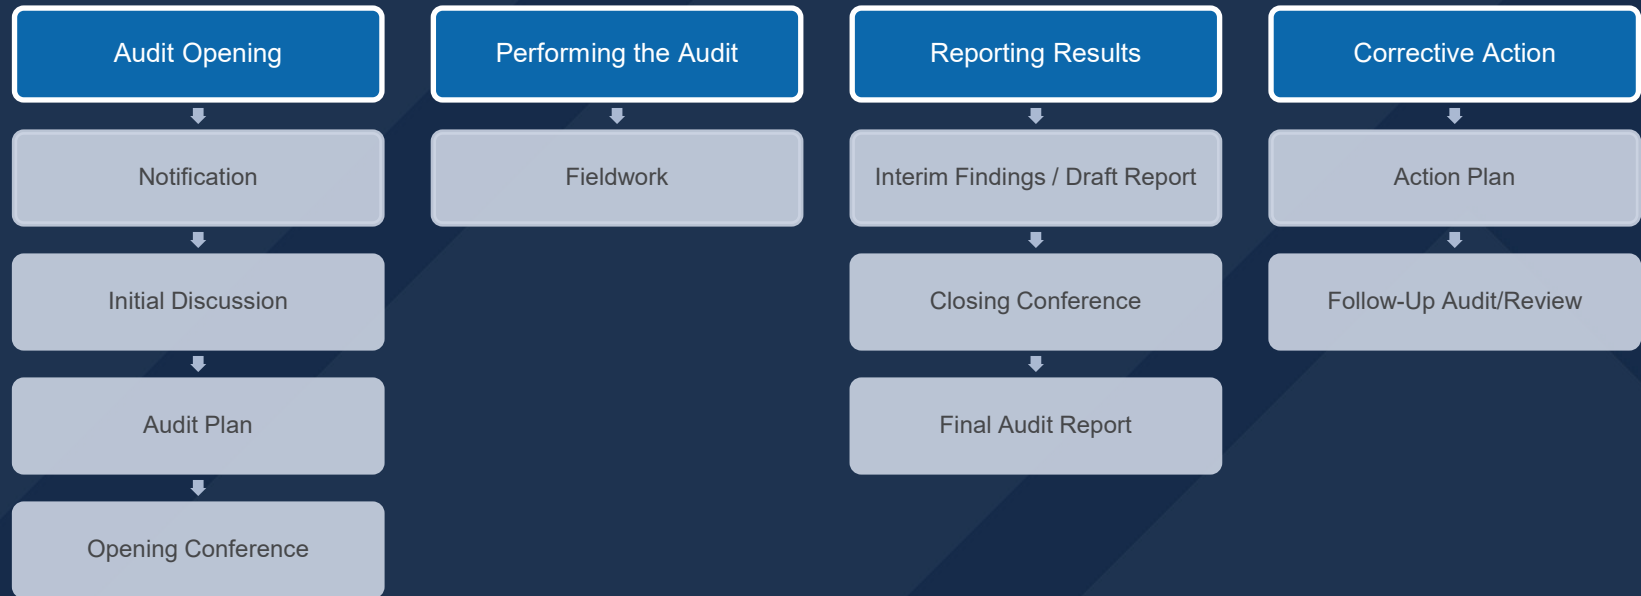 Audit Opening
Notification
Initial Discussion
Audit Plan
Opening Conference
Performing the Audit
Fieldwork
Reporting Results
Interim Findings / Draft Report
Closing Conference
Final Audit Report
Corrective Action
Action Plan
Follow-Up Audit/Review